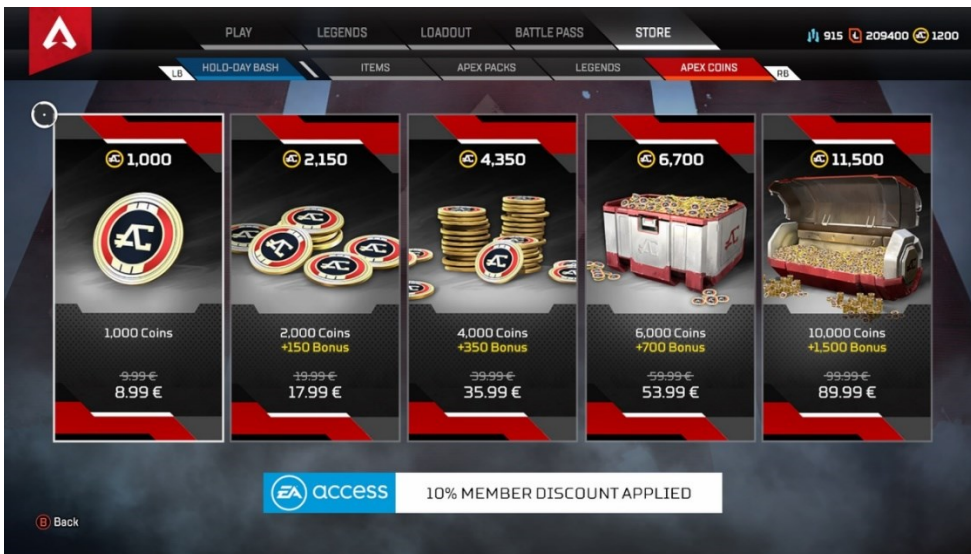 PLAY LEGENDS LOADOUT BATTLE PASS STORE 915 209400 1200
LB HOLO-DAY BASH ITEMS APEX PACKS LEGENDS APEX COINS RB
1,000 2,150 4,350 6,700 11,500
1,000 Coins 2,000 Coins 4,000 Coins 6,000 Coins 10,000 Coins
+150 Bonus +350 Bonus +700 Bonus +1,500 Bonus
9.99 € 19.99 € 39.99 € 59.99 € 99.99 €
8.99 € 17.99 € 35.99 € 53.99 € 89.99 €
EA access 10% MEMBER DISCOUNT APPLIED
B Back